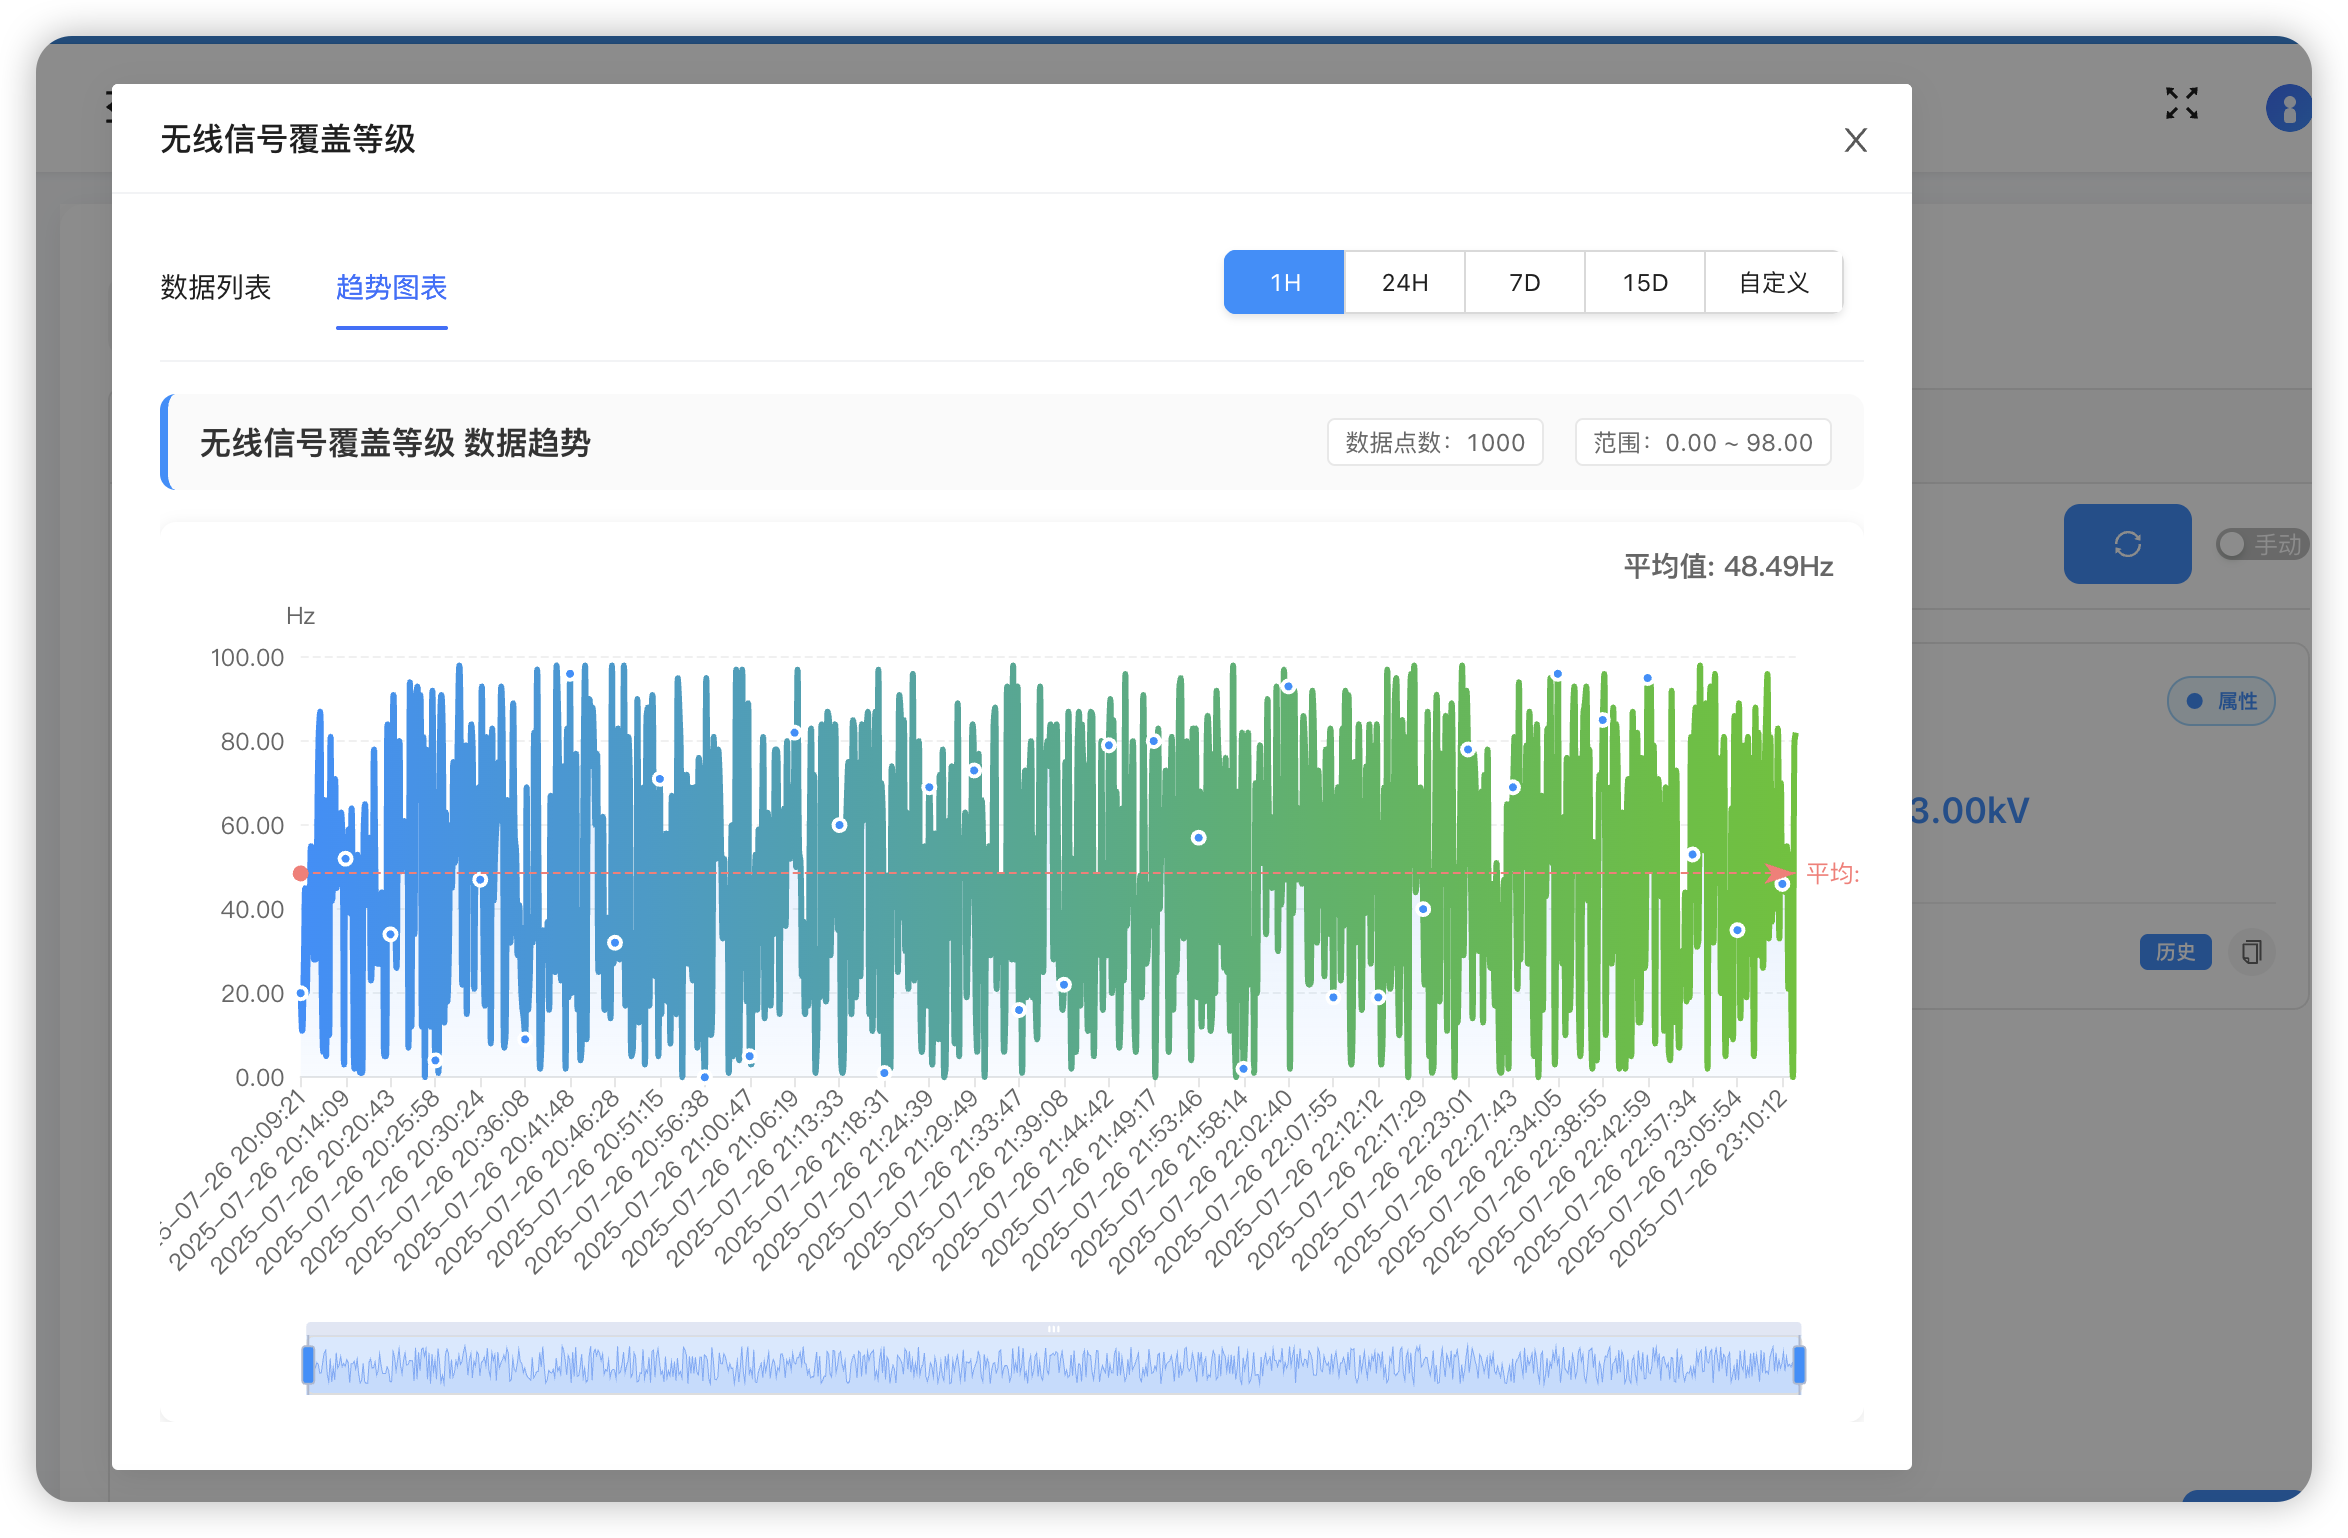 无线信号覆盖等级
数据列表
趋势图表
1H
24H
7D
15D
自定义
无线信号覆盖等级 数据趋势
数据点数: 1000
范围: 0.00 ~ 98.00
平均值: 48.49Hz
Hz
100.00
80.00
60.00
40.00
20.00
0.00
平均:
5-07-26 20:09:21
2025-07-26 20:14:09
2025-07-26 20:20:43
2025-07-26 20:25:58
2025-07-26 20:30:24
2025-07-26 20:36:08
2025-07-26 20:41:48
2025-07-26 20:46:28
2025-07-26 20:51:15
2025-07-26 20:56:38
2025-07-26 21:00:47
2025-07-26 21:06:19
2025-07-26 21:13:33
2025-07-26 21:18:31
2025-07-26 21:24:39
2025-07-26 21:29:49
2025-07-26 21:33:47
2025-07-26 21:39:08
2025-07-26 21:44:42
2025-07-26 21:49:17
2025-07-26 21:53:46
2025-07-26 21:58:14
2025-07-26 22:02:40
2025-07-26 22:07:55
2025-07-26 22:12:12
2025-07-26 22:17:29
2025-07-26 22:23:01
2025-07-26 22:27:43
2025-07-26 22:34:05
2025-07-26 22:38:55
2025-07-26 22:42:59
2025-07-26 22:57:34
2025-07-26 23:05:54
2025-07-26 23:10:12
手动
属性
3.00kV
历史